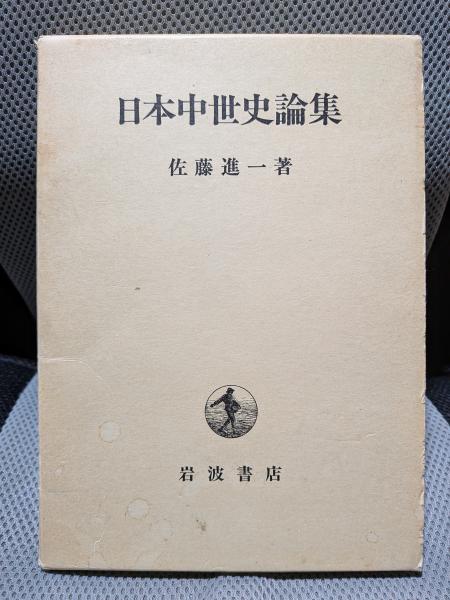 日本中世史論集
佐藤進一著
岩波書店